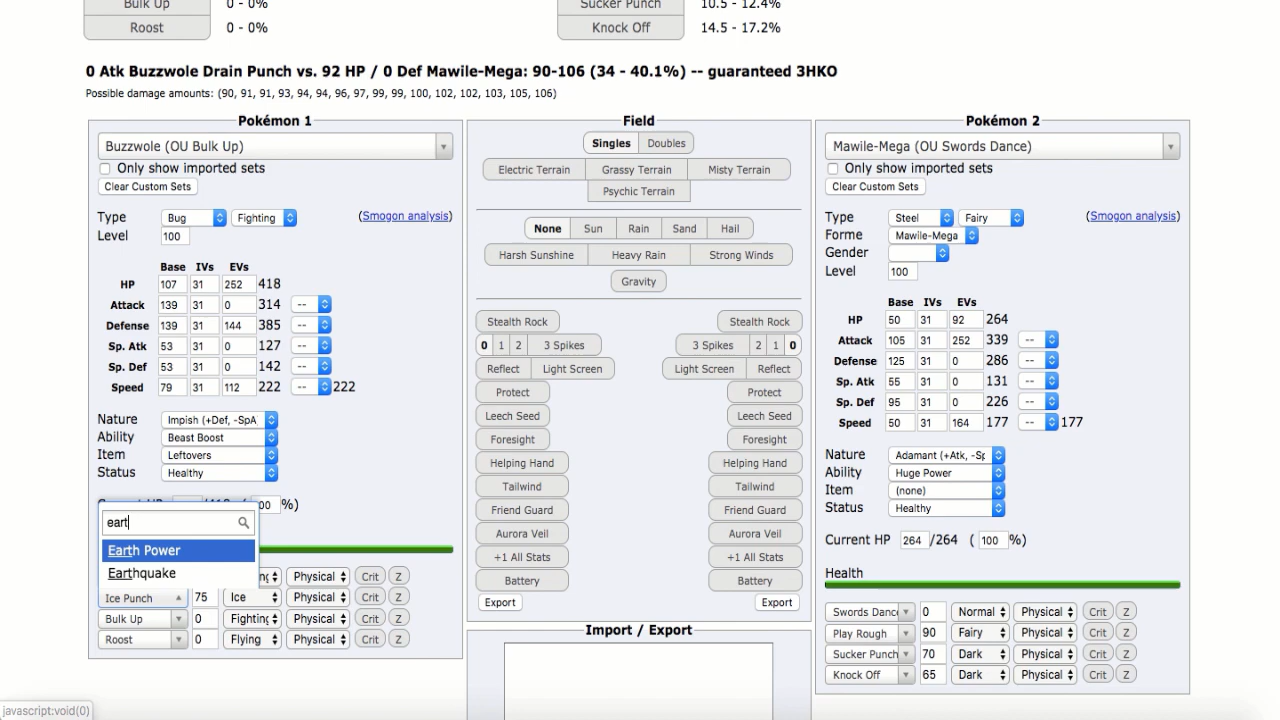 Bulk Up 0 - 0% Sucker Punch 10.5 - 12.4%
Roost 0 - 0% Knock Off 14.5 - 17.2%
0 Atk Buzzwole Drain Punch vs. 92 HP / 0 Def Mawile-Mega: 90-106 (34 - 40.1%) -- guaranteed 3HKO
Possible damage amounts: (90, 91, 91, 93, 94, 94, 96, 97, 99, 99, 100, 102, 102, 103, 105, 106)
Pokémon 1
Buzzwole (OU Bulk Up)
Only show imported sets
Clear Custom Sets
Type Bug Fighting (Smogon analysis)
Level 100
Base IVs EVs
HP 107 31 252 418
Attack 139 31 0 314 --
Defense 139 31 144 385 --
Sp. Atk 53 31 0 127 --
Sp. Def 53 31 0 142 --
Speed 79 31 112 222 -- 222
Nature Impish (+Def, -SpA)
Ability Beast Boost
Item Leftovers
Status Healthy
%)
eart
Earth Power
Earthquake
Physical Crit Z
Ice Punch 75 Ice Physical Crit Z
Bulk Up 0 Fighting Physical Crit Z
Roost 0 Flying Physical Crit Z
Field
Singles Doubles
Electric Terrain Grassy Terrain Misty Terrain
Psychic Terrain
None Sun Rain Sand Hail
Harsh Sunshine Heavy Rain Strong Winds
Gravity
Stealth Rock Stealth Rock
0 1 2 3 Spikes 3 Spikes 2 1 0
Reflect Light Screen Light Screen Reflect
Protect Protect
Leech Seed Leech Seed
Foresight Foresight
Helping Hand Helping Hand
Tailwind Tailwind
Friend Guard Friend Guard
Aurora Veil Aurora Veil
+1 All Stats +1 All Stats
Battery Battery
Export Export
Import / Export
Pokémon 2
Mawile-Mega (OU Swords Dance)
Only show imported sets
Clear Custom Sets
Type Steel Fairy (Smogon analysis)
Forme Mawile-Mega
Gender
Level 100
Base IVs EVs
HP 50 31 92 264
Attack 105 31 252 339 --
Defense 125 31 0 286 --
Sp. Atk 55 31 0 131 --
Sp. Def 95 31 0 226 --
Speed 50 31 164 177 -- 177
Nature Adamant (+Atk, -Sp
Ability Huge Power
Item (none)
Status Healthy
Current HP 264 /264 ( 100 %)
Health
Swords Danc 0 Normal Physical Crit Z
Play Rough 90 Fairy Physical Crit Z
Sucker Punch 70 Dark Physical Crit Z
Knock Off 65 Dark Physical Crit Z
javascript:void(0)